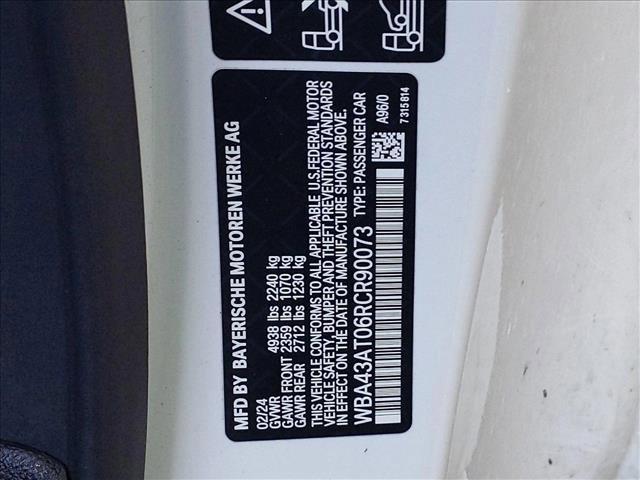 MFD BY BAYERISCHE MOTOREN WERKE AG
02/24
GVWR 4938 lbs 2240 kg
GAWR FRONT 2359 lbs 1070 kg
GAWR REAR 2712 lbs 1230 kg
THIS VEHICLE CONFORMS TO ALL APPLICABLE U.S. FEDERAL MOTOR
VEHICLE SAFETY, BUMPER AND THEFT PREVENTION STANDARDS
IN EFFECT ON THE DATE OF MANUFACTURE SHOWN ABOVE.
WBA43AT06RCR90073 TYPE: PASSENGER CAR
A96/0
7315814